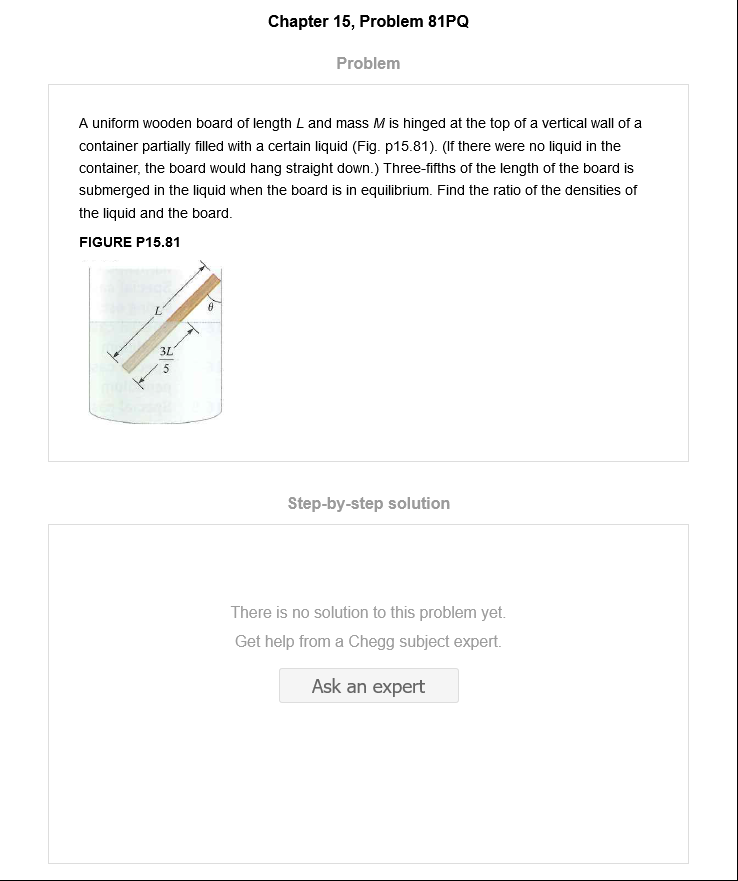 Chapter 15, Problem 81PQ
Problem
A uniform wooden board of length L and mass M is hinged at the top of a vertical wall of a
container partially filled with a certain liquid (Fig. p15.81). (If there were no liquid in the
container, the board would hang straight down.) Three-fifths of the length of the board is
submerged in the liquid when the board is in equilibrium. Find the ratio of the densities of
the liquid and the board.
FIGURE P15.81
L
θ
3L
5
Step-by-step solution
There is no solution to this problem yet.
Get help from a Chegg subject expert.
Ask an expert